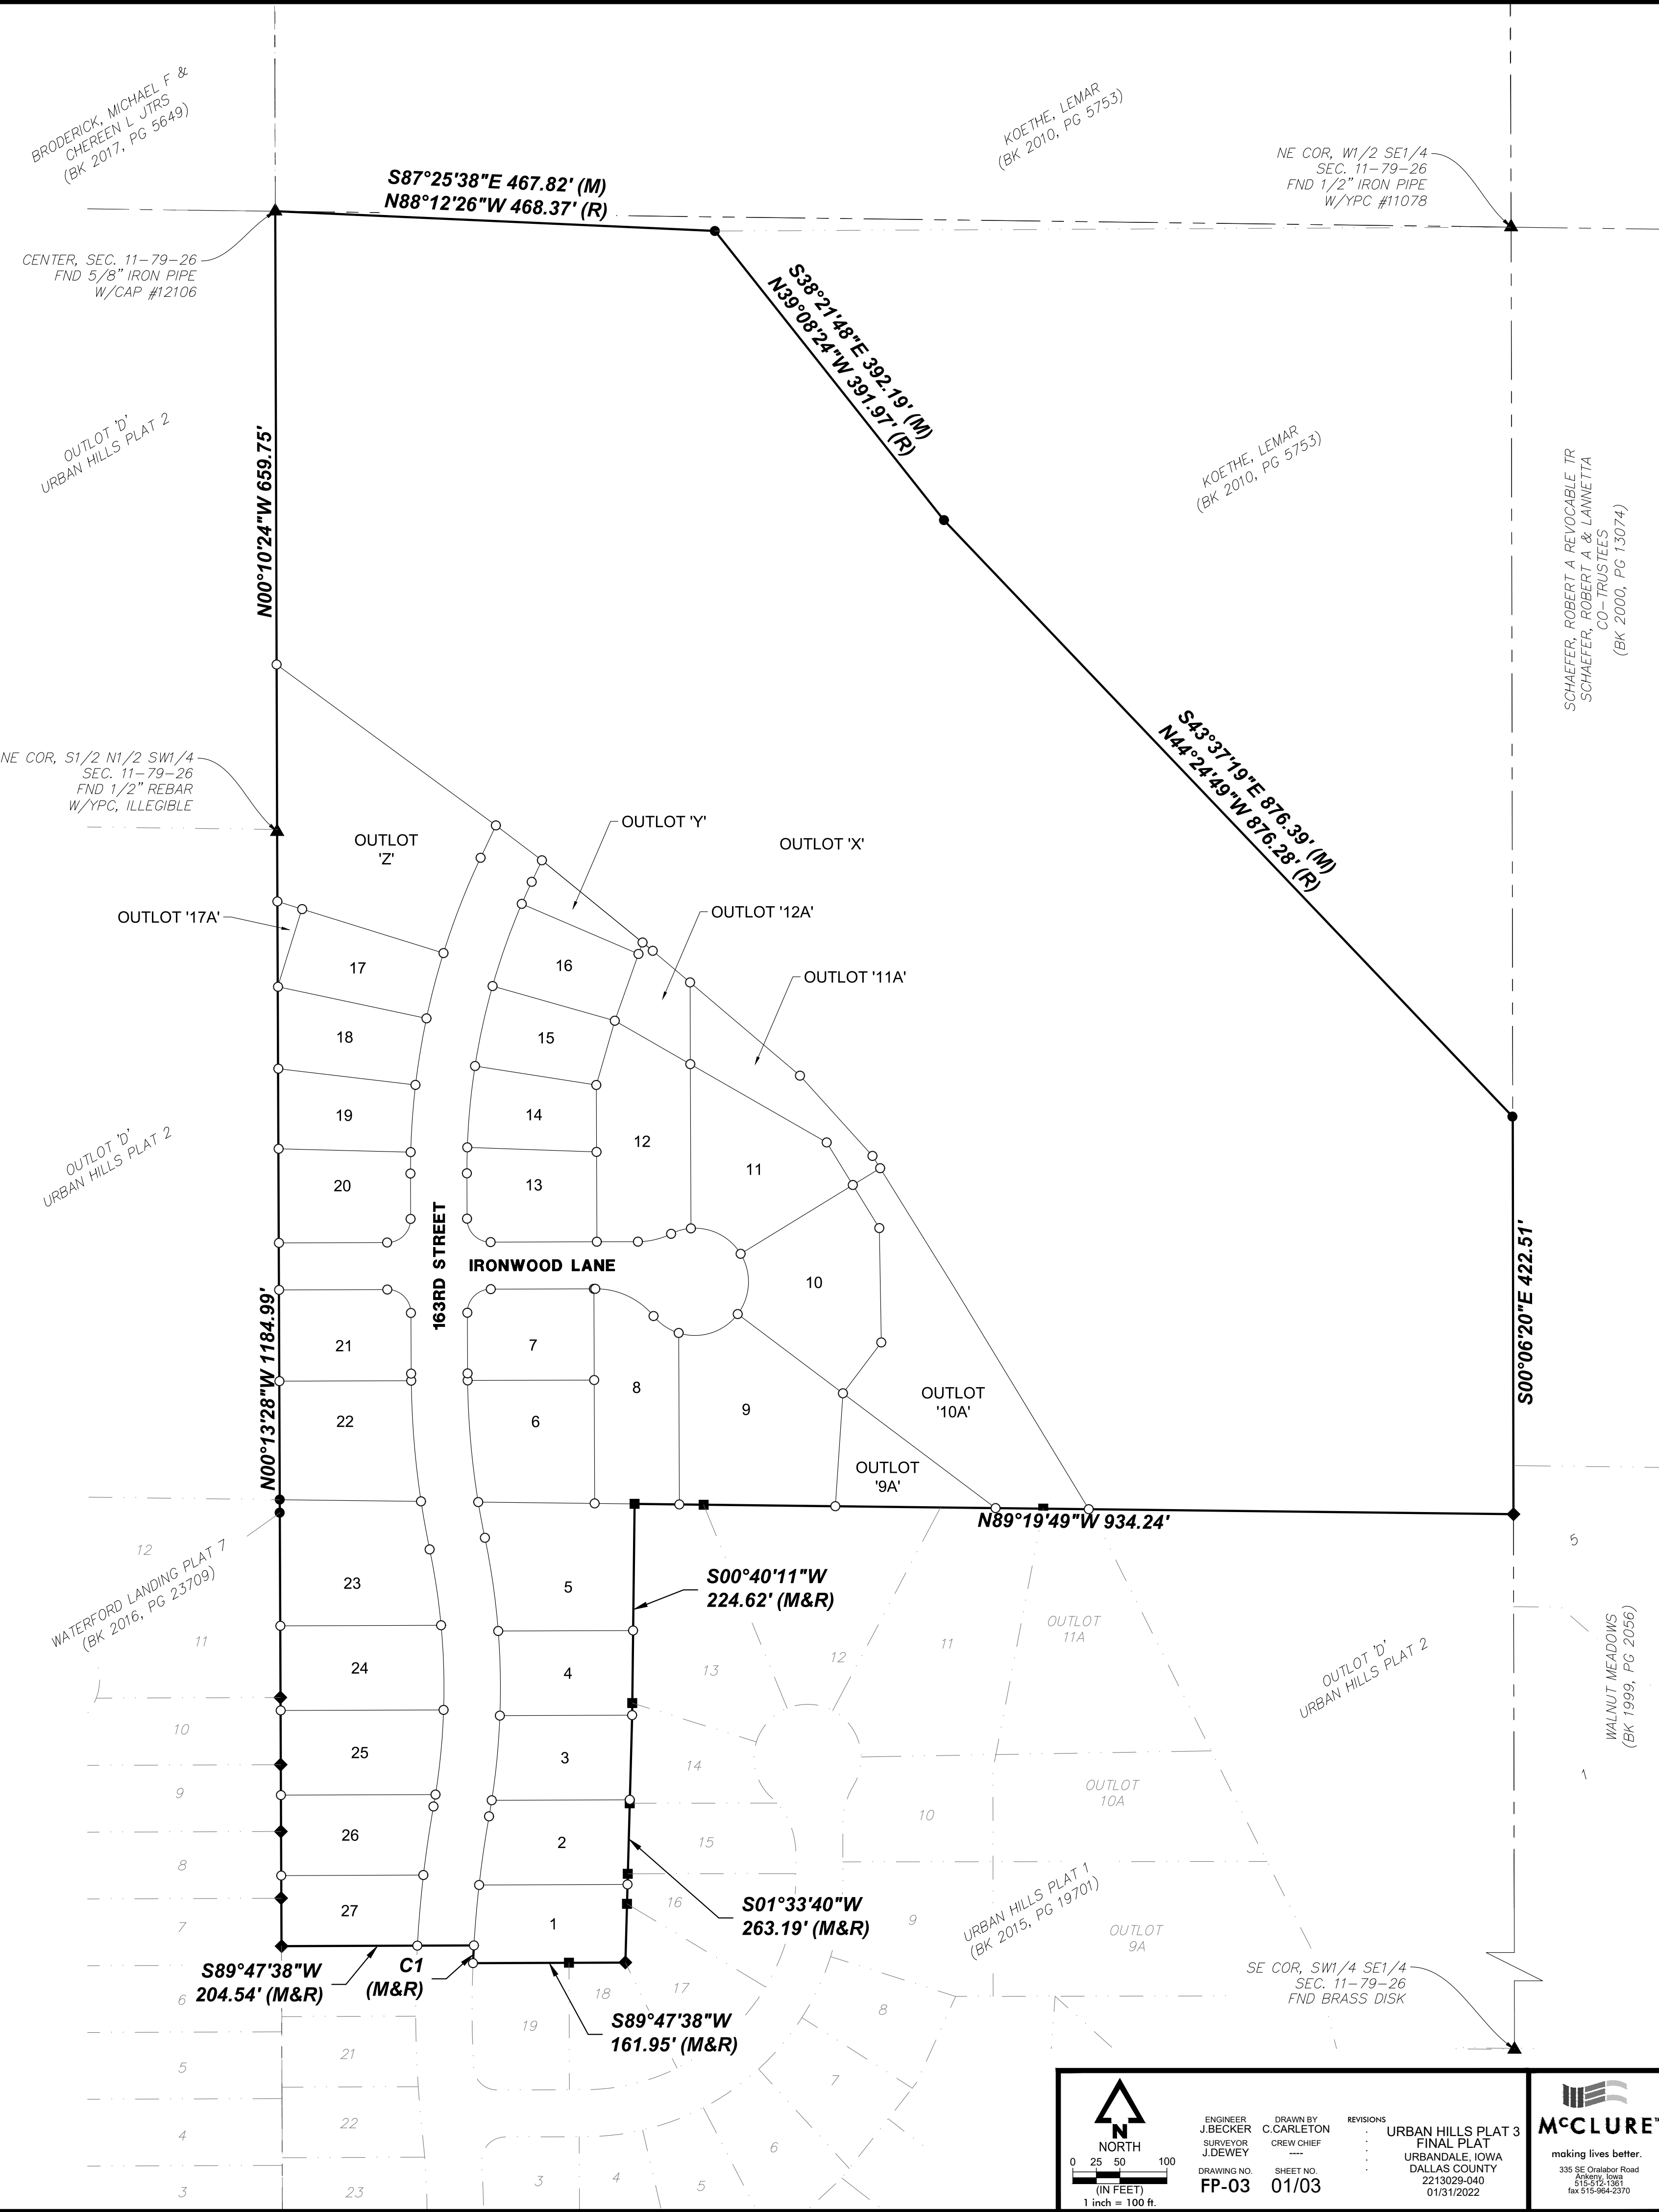 BRODERICK, MICHAEL F &
CHEREEN L JTRS
(BK 2017, PG 5649)
KOETHE, LEMAR
(BK 2010, PG 5753)
NE COR, W1/2 SE1/4
SEC. 11-79-26
FND 1/2" IRON PIPE
W/YPC #11078
S87°25'38"E 467.82' (M)
N88°12'26"W 468.37' (R)
CENTER, SEC. 11-79-26
FND 5/8" IRON PIPE
W/CAP #12106
S38°21'48"E 392.19' (M)
N39°08'24"W 391.97' (R)
OUTLOT 'D'
URBAN HILLS PLAT 2
N00°10'24"W 659.75'
KOETHE, LEMAR
(BK 2010, PG 5753)
SCHAEFER, ROBERT A REVOCABLE TR
SCHAEFER, ROBERT A & LANNETTA
CO-TRUSTEES
(BK 2000, PG 13074)
S43°37'19"E 876.39' (M)
N44°24'49"W 876.28' (R)
NE COR, S1/2 N1/2 SW1/4
SEC. 11-79-26
FND 1/2" REBAR
W/YPC, ILLEGIBLE
OUTLOT
'Z'
OUTLOT 'Y'
OUTLOT 'X'
OUTLOT '17A'
OUTLOT '12A'
OUTLOT '11A'
17
16
18
15
19
14
12
11
20
13
OUTLOT 'D'
URBAN HILLS PLAT 2
163RD STREET
IRONWOOD LANE
10
S00°06'20"E 422.51'
N00°13'28"W 1184.99'
21
7
8
9
22
6
OUTLOT
'10A'
OUTLOT
'9A'
N89°19'49"W 934.24'
12
WATERFORD LANDING PLAT 7
(BK 2016, PG 23709)
5
23
5
S00°40'11"W
224.62' (M&R)
OUTLOT
11A
11
24
4
13
12
11
OUTLOT 'D'
URBAN HILLS PLAT 2
WALNUT MEADOWS
(BK 1999, PG 2056)
10
25
3
14
1
9
OUTLOT
10A
10
26
2
15
8
27
1
16
S01°33'40"W
263.19' (M&R)
7
9
URBAN HILLS PLAT 1
(BK 2015, PG 19701)
OUTLOT
9A
S89°47'38"W
204.54' (M&R)
C1
(M&R)
SE COR, SW1/4 SE1/4
SEC. 11-79-26
FND BRASS DISK
6
18
17
8
19
S89°47'38"W
161.95' (M&R)
5
21
7
4
22
6
3
23
3
4
5
N
NORTH
0 25 50 100
(IN FEET)
1 inch = 100 ft.
ENGINEER
J.BECKER
DRAWN BY
C.CARLETON
SURVEYOR
J.DEWEY
CREW CHIEF
----
DRAWING NO.
FP-03
SHEET NO.
01/03
REVISIONS
URBAN HILLS PLAT 3
FINAL PLAT
URBANDALE, IOWA
DALLAS COUNTY
2213029-040
01/31/2022
McCLURE™
making lives better.
335 SE Oralabor Road
Ankeny, Iowa
515-512-1361
fax 515-964-2370